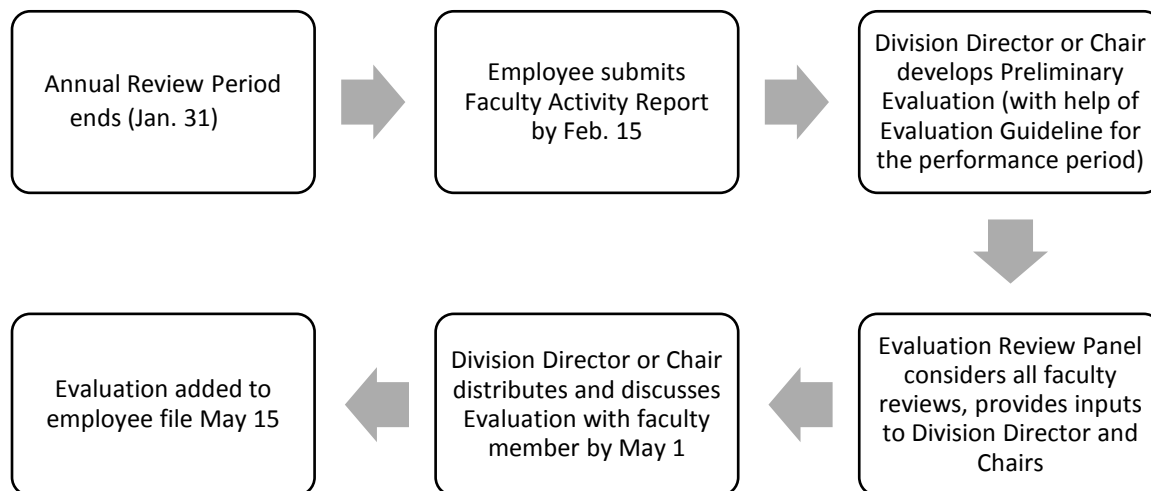 Annual Review Period
ends (Jan. 31)
Employee submits
Faculty Activity Report
by Feb. 15
Division Director or Chair
develops Preliminary
Evaluation (with help of
Evaluation Guideline for
the performance period)
Evaluation Review Panel
considers all faculty
reviews, provides inputs
to Division Director and
Chairs
Division Director or Chair
distributes and discusses
Evaluation with faculty
member by May 1
Evaluation added to
employee file May 15